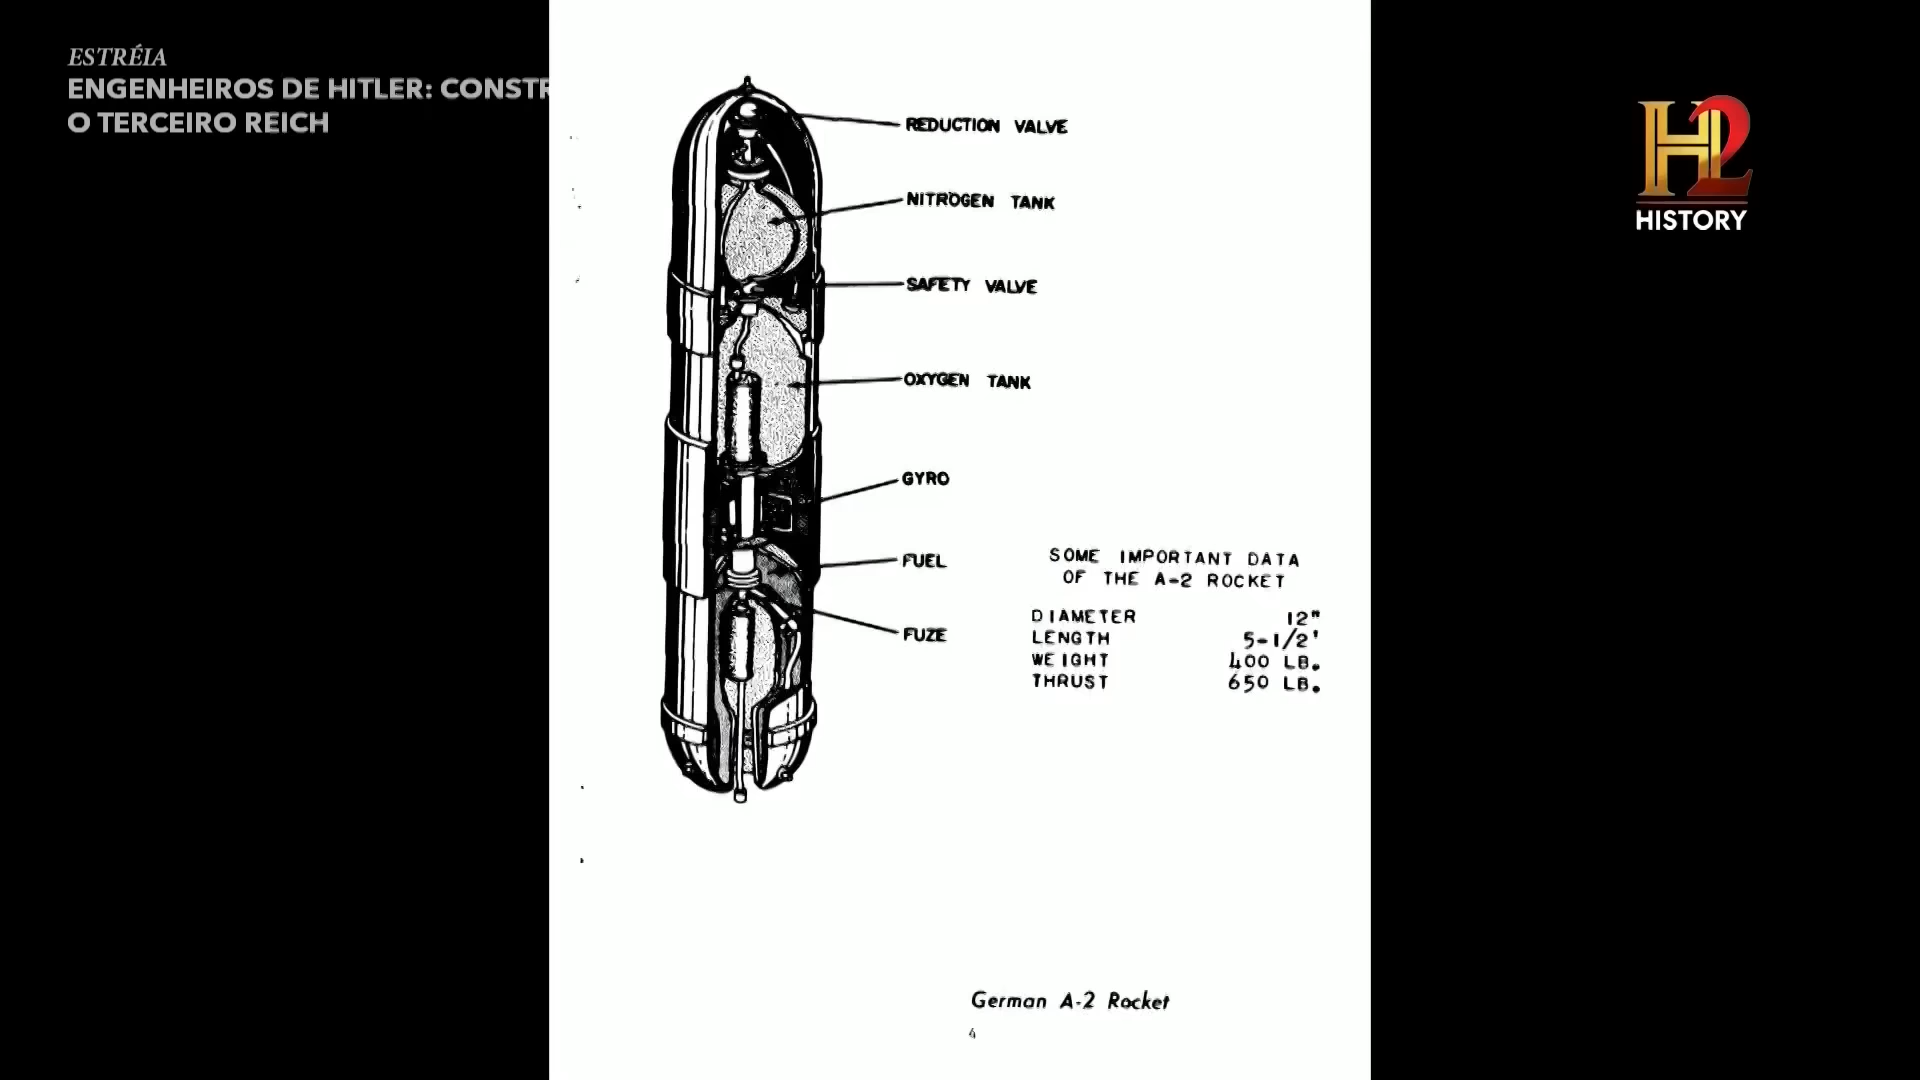 ESTRÉIA
ENGENHEIROS DE HITLER: CONSTR
O TERCEIRO REICH
H2
HISTORY
REDUCTION VALVE
NITROGEN TANK
SAFETY VALVE
OXYGEN TANK
GYRO
FUEL
FUZE
SOME IMPORTANT DATA
OF THE A-2 ROCKET
DIAMETER 12"
LENGTH 5-1/2'
WEIGHT 400 LB.
THRUST 650 LB.
German A-2 Rocket
4